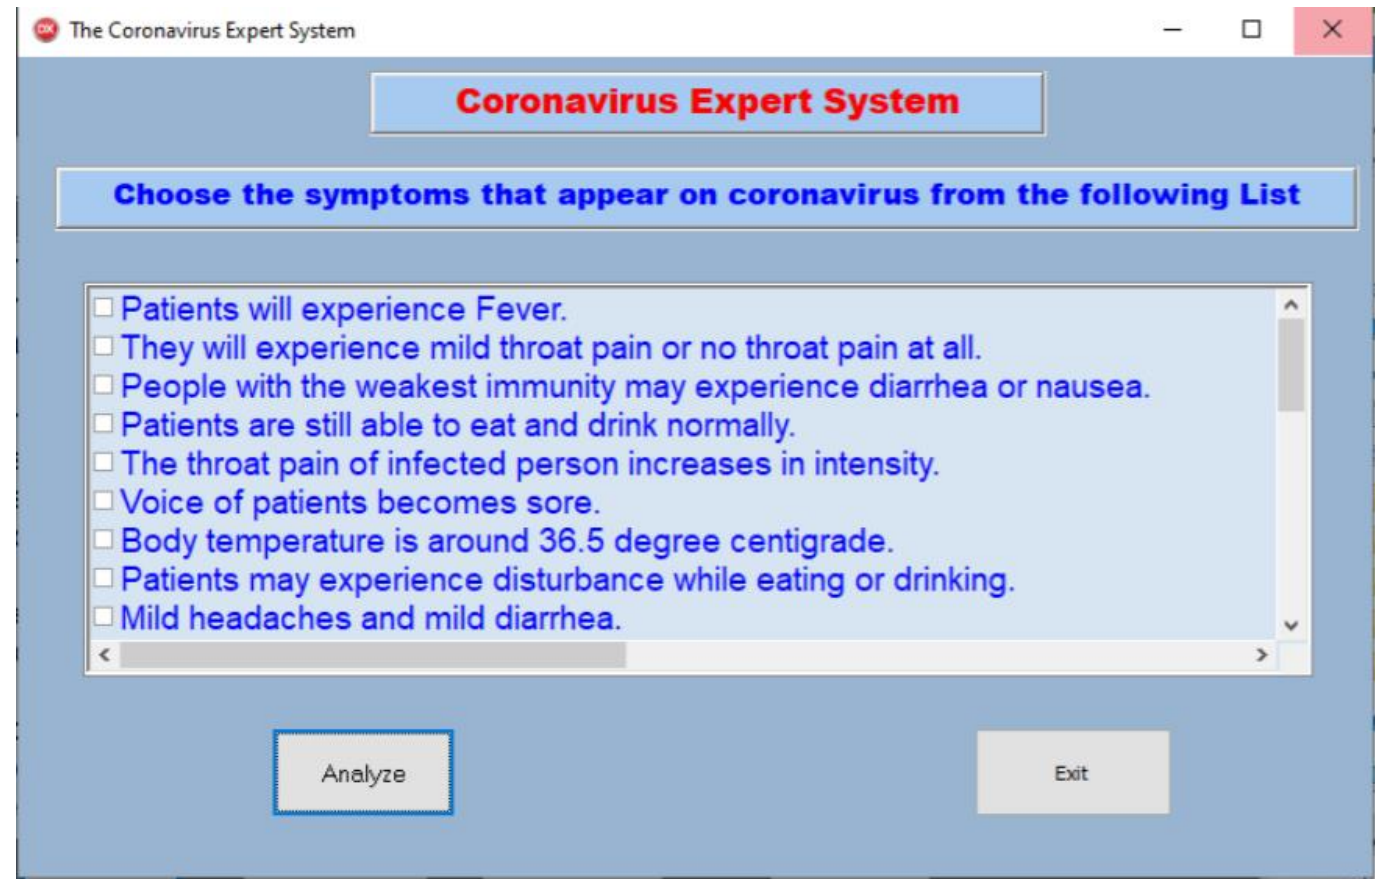 The Coronavirus Expert System
Coronavirus Expert System
Choose the symptoms that appear on coronavirus from the following List
Patients will experience Fever.
They will experience mild throat pain or no throat pain at all.
People with the weakest immunity may experience diarrhea or nausea.
Patients are still able to eat and drink normally.
The throat pain of infected person increases in intensity.
Voice of patients becomes sore.
Body temperature is around 36.5 degree centigrade.
Patients may experience disturbance while eating or drinking.
Mild headaches and mild diarrhea.
Analyze
Exit